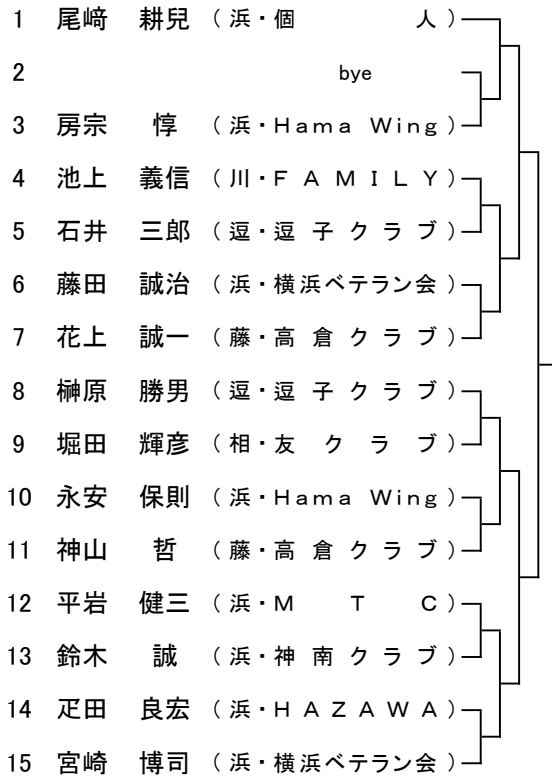 1 尾﨑 耕兒 （浜・個 人）
2 bye
3 房宗 惇 （浜・Hama Wing）
4 池上 義信 （川・ＦＡＭＩＬＹ）
5 石井 三郎 （逗・逗子クラブ）
6 藤田 誠治 （浜・横浜ベテラン会）
7 花上 誠一 （藤・高倉クラブ）
8 榊原 勝男 （逗・逗子クラブ）
9 堀田 輝彦 （相・友クラブ）
10 永安 保則 （浜・Hama Wing）
11 神山 哲 （藤・高倉クラブ）
12 平岩 健三 （浜・ＭＴＣ）
13 鈴木 誠 （浜・神南クラブ）
14 疋田 良宏 （浜・ＨＡＺＡＷＡ）
15 宮崎 博司 （浜・横浜ベテラン会）